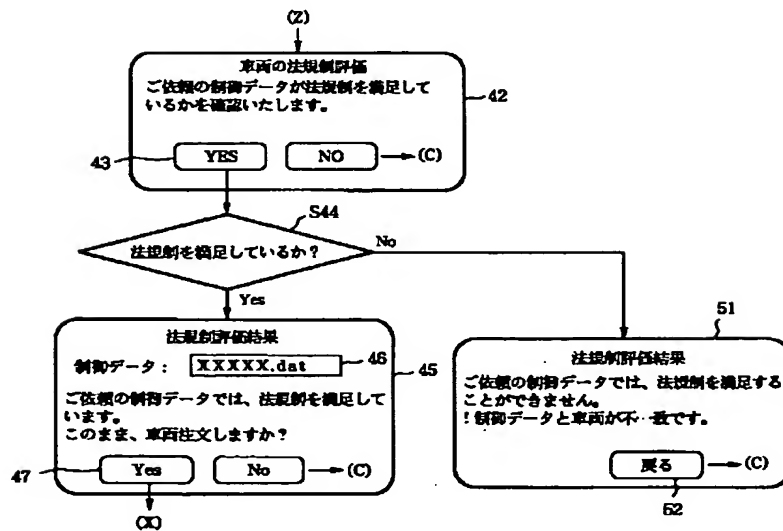 (Z)
車両の法規制評価
ご依頼の制御データが法規制を満足して
いるかを確認いたします。
42
43
YES
NO
(C)
S44
法規制を満足しているか?
No
Yes
法規制評価結果
制御データ:
XXXXX.dat
46
45
ご依頼の制御データでは、法規制を満足して
います。
このまま、車両注文しますか?
47
Yes
No
(C)
(X)
51
法規制評価結果
ご依頼の制御データでは、法規制を満足する
ことができません。
!制御データと車両が不一致です。
戻る
(C)
52